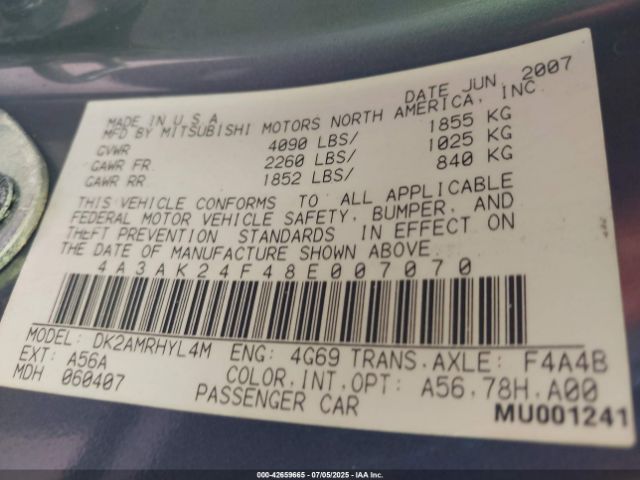 DATE JUN, 2007
MADE IN U.S.A
MFD BY MITSUBISHI MOTORS NORTH AMERICA, INC
GVWR 4090 LBS/ 1855 KG
GAWR FR 2260 LBS/ 1025 KG
GAWR RR 1852 LBS/ 840 KG
THIS VEHICLE CONFORMS TO ALL APPLICABLE
FEDERAL MOTOR VEHICLE SAFETY, BUMPER, AND
THEFT PREVENTION STANDARDS IN EFFECT ON
THE DATE OF MANUFACTURE SHOWN ABOVE.
4A3AK24F48E007070
MODEL: DK2AMRHYL4M ENG: 4G69 TRANS.AXLE: F4A4B
EXT: A56A COLOR.INT.OPT: A56.78H.A00
MDH 060407 PASSENGER CAR
MU001241
000-42659665 - 07/05/2025 - IAA Inc.